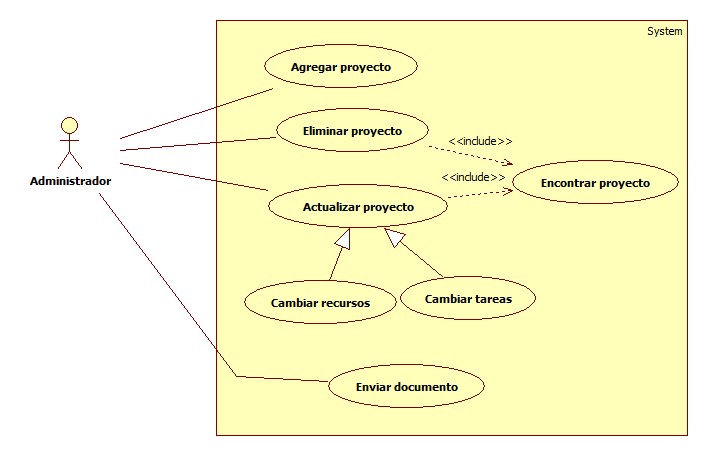 System
Agregar proyecto
Eliminar proyecto
<<include>>
Administrador
<<include>>
Encontrar proyecto
Actualizar proyecto
Cambiar recursos
Cambiar tareas
Enviar documento